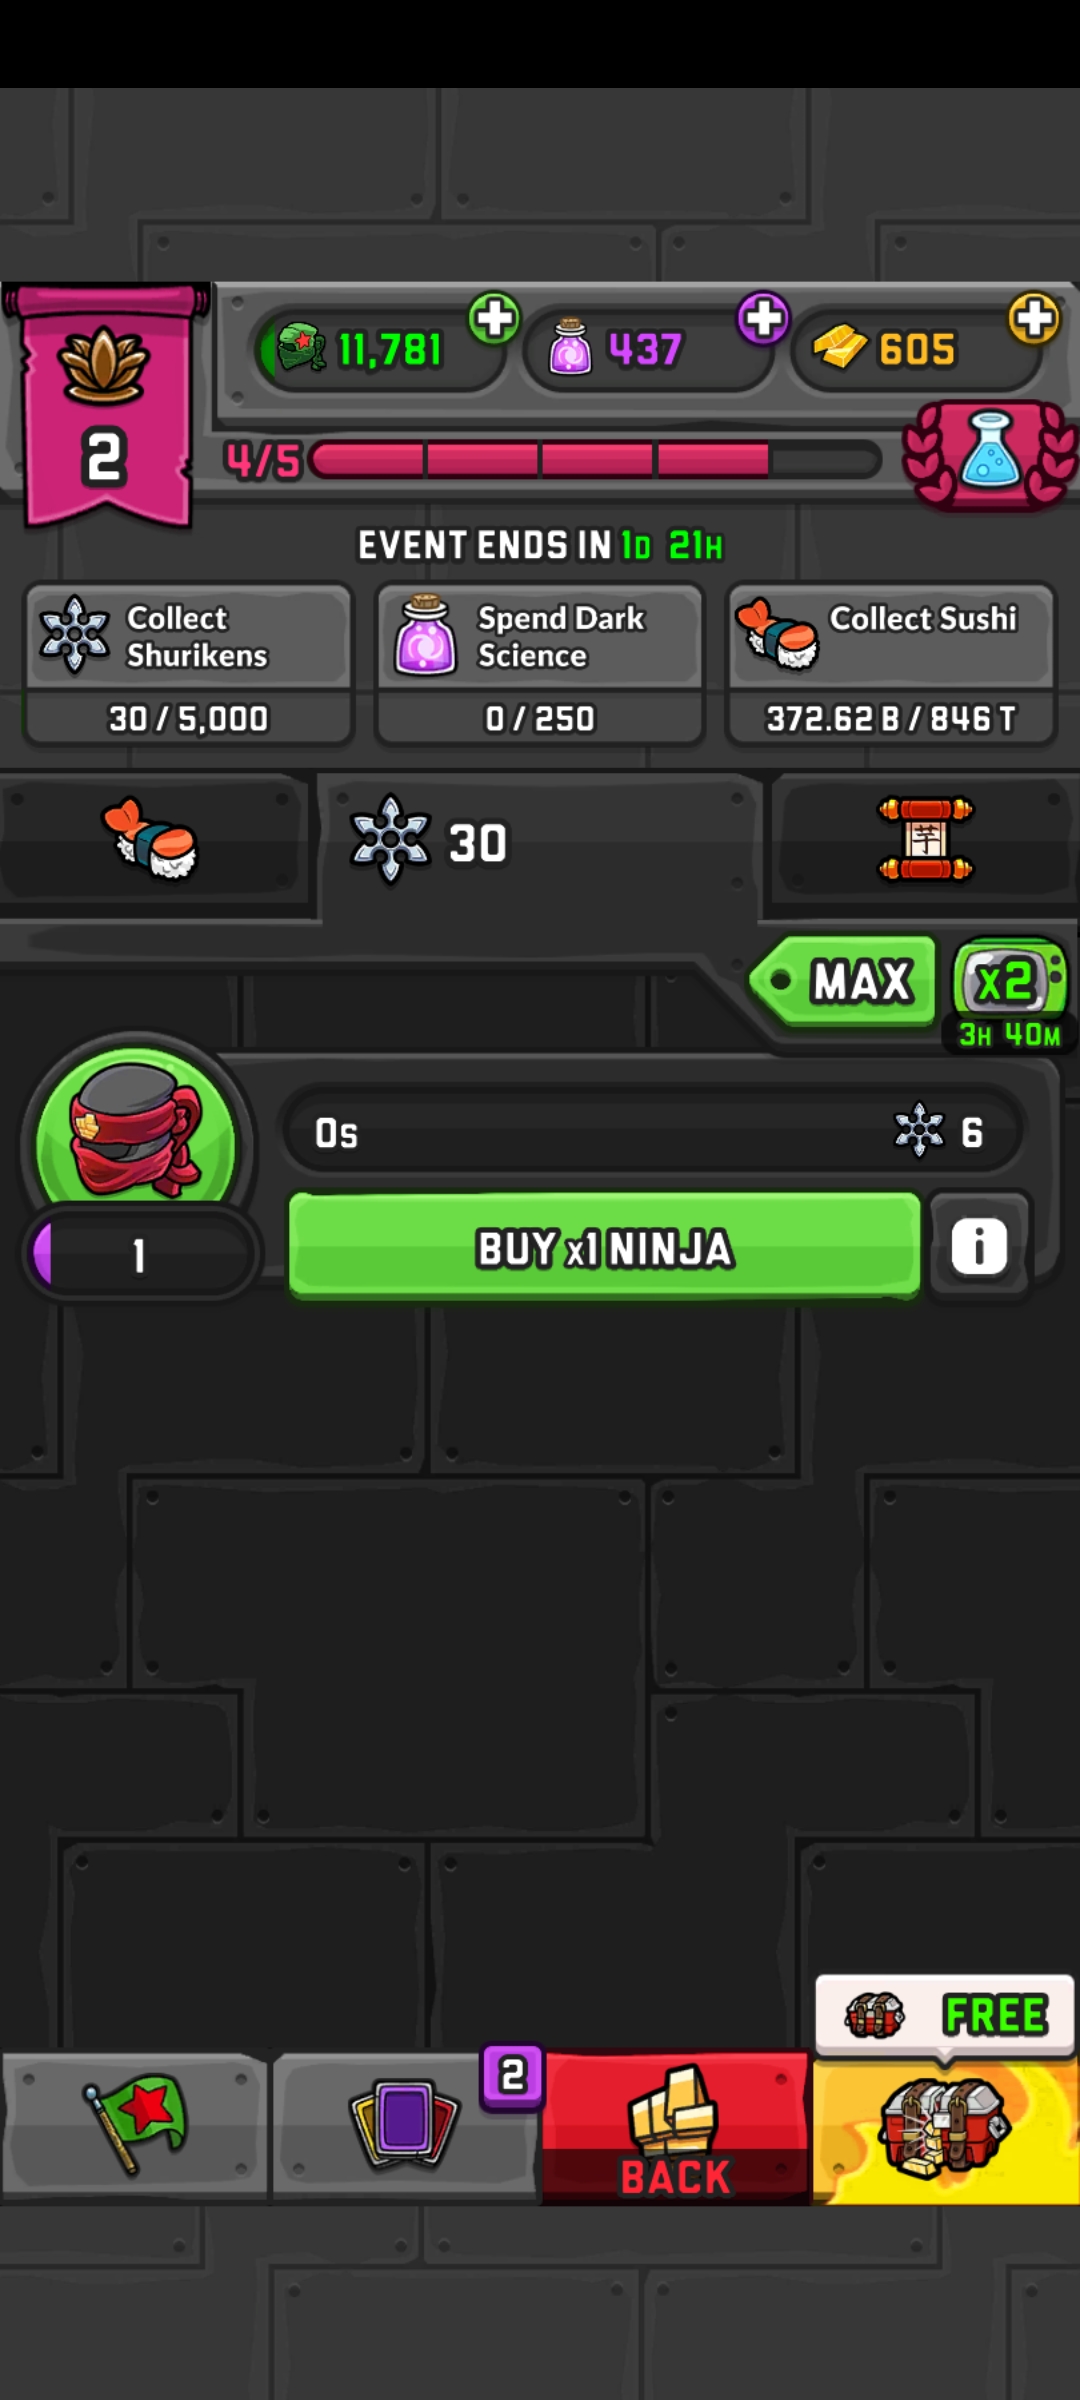 11,781
437
605
2
4/5
EVENT ENDS IN 1D 21H
Collect
Shurikens
30 / 5,000
Spend Dark
Science
0 / 250
Collect Sushi
372.62 B / 846 T
30
芋
MAX
x2
3H 40M
0s
6
1
BUY x1 NINJA
i
FREE
2
BACK